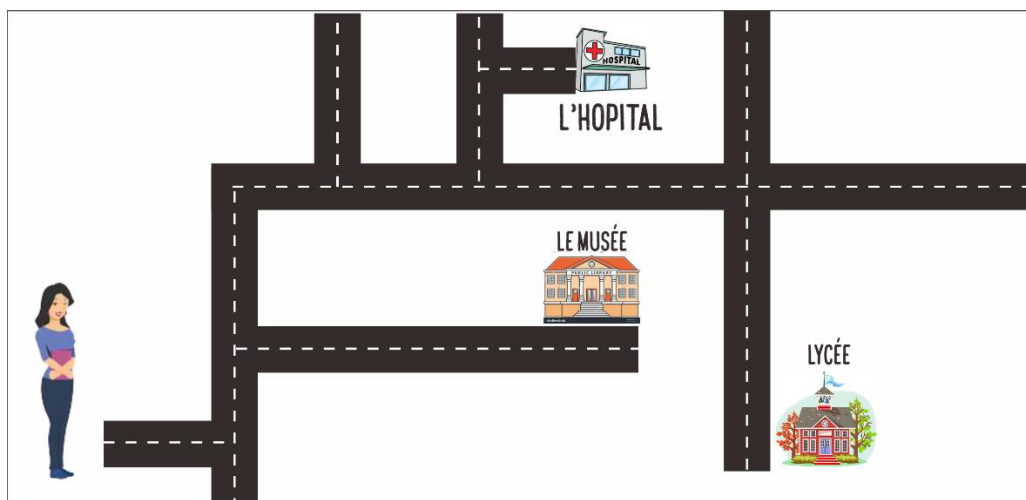 HOSPITAL
L'HOPITAL
LE MUSÉE
PUBLIC LIBRARY
LYCÉE